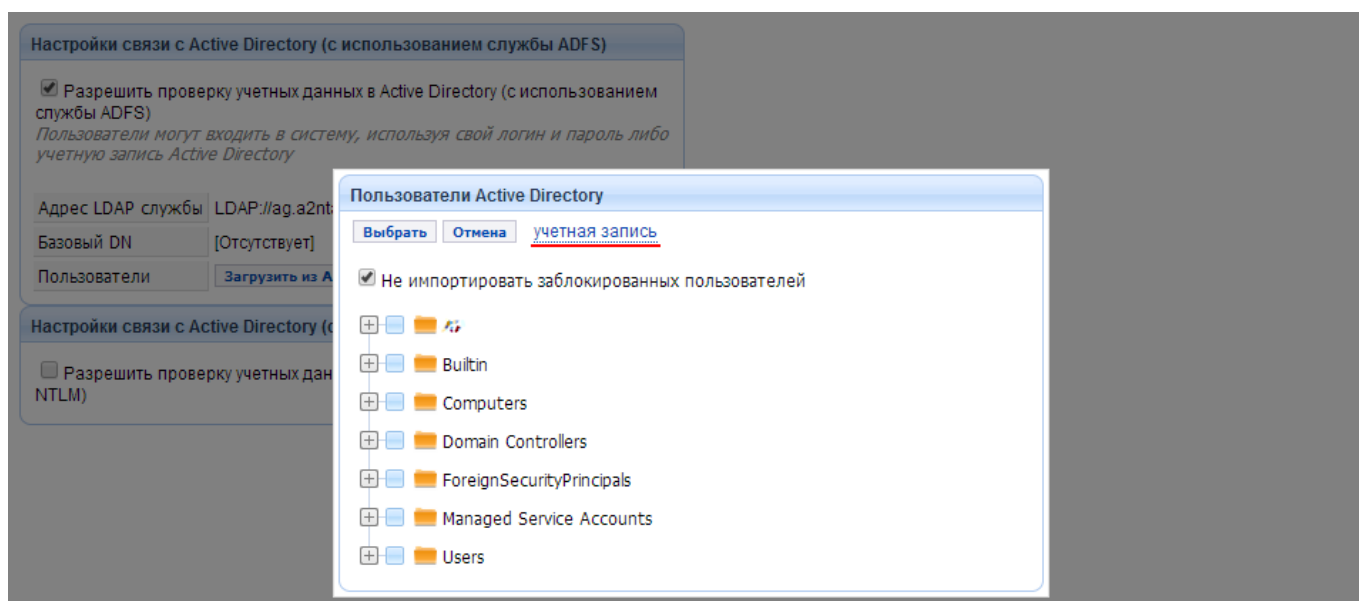 Настройки связи с Active Directory (с использованием службы ADFS)
Разрешить проверку учетных данных в Active Directory (с использованием
службы ADFS)
Пользователи могут входить в систему, используя свой логин и пароль либо
учетную запись Active Directory
Адрес LDAP службы LDAP://ag.a2nt
Базовый DN [Отсутствует]
Пользователи Загрузить из A
Настройки связи с Active Directory (с
Разрешить проверку учетных дан
NTLM)
Пользователи Active Directory
Выбрать Отмена учетная запись
Не импортировать заблокированных пользователей
Builtin
Computers
Domain Controllers
ForeignSecurityPrincipals
Managed Service Accounts
Users